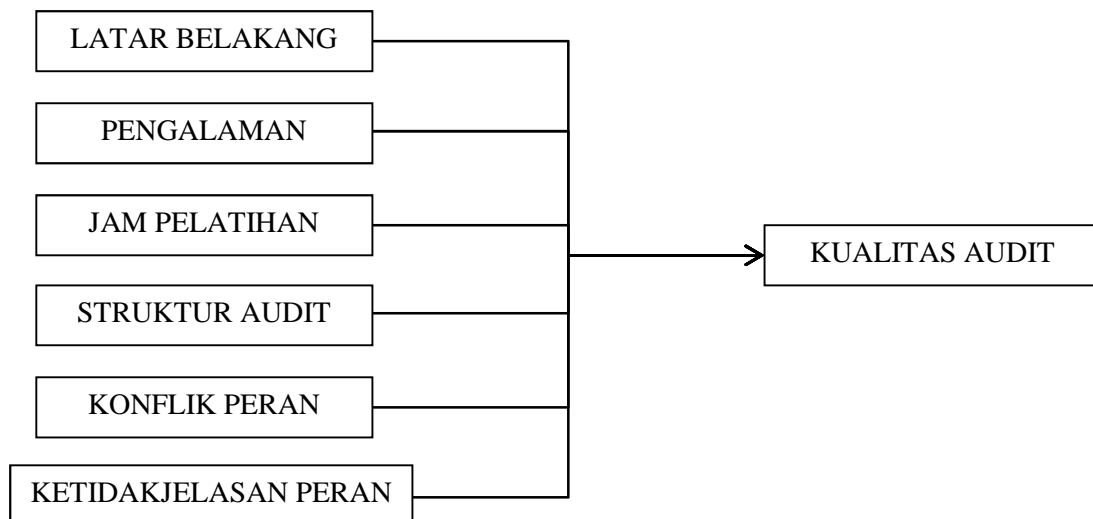 LATAR BELAKANG
PENGALAMAN
JAM PELATIHAN
STRUKTUR AUDIT
KONFLIK PERAN
KETIDAKJELASAN PERAN
KUALITAS AUDIT